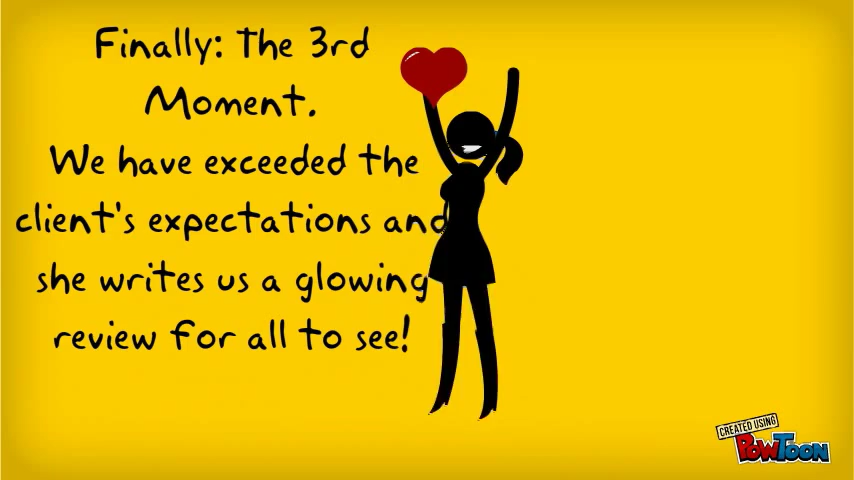 Finally: The 3rd
Moment.
We have exceeded the
client's expectations and
she writes us a glowing
review for all to see!
CREATED USING
POWTOON